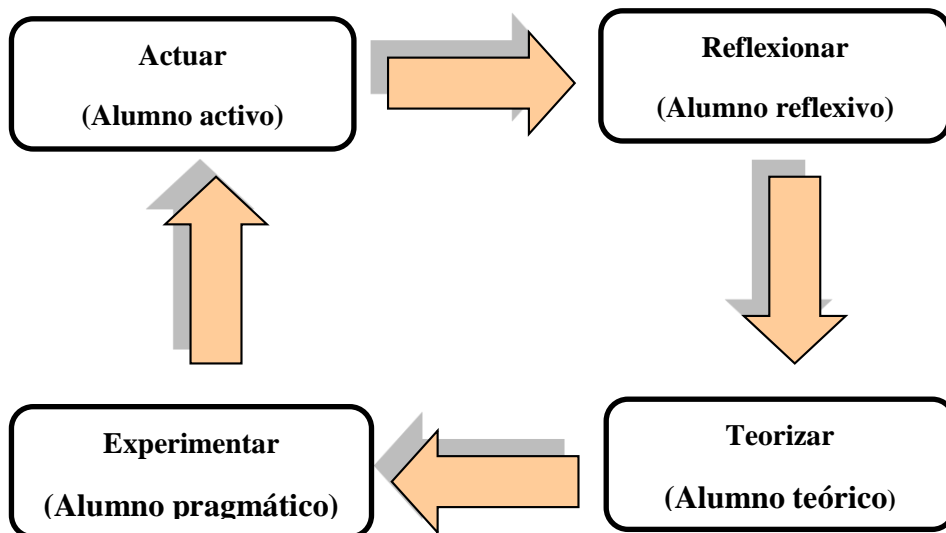 Actuar
(Alumno activo)
Reflexionar
(Alumno reflexivo)
Experimentar
(Alumno pragmático)
Teorizar
(Alumno teórico)